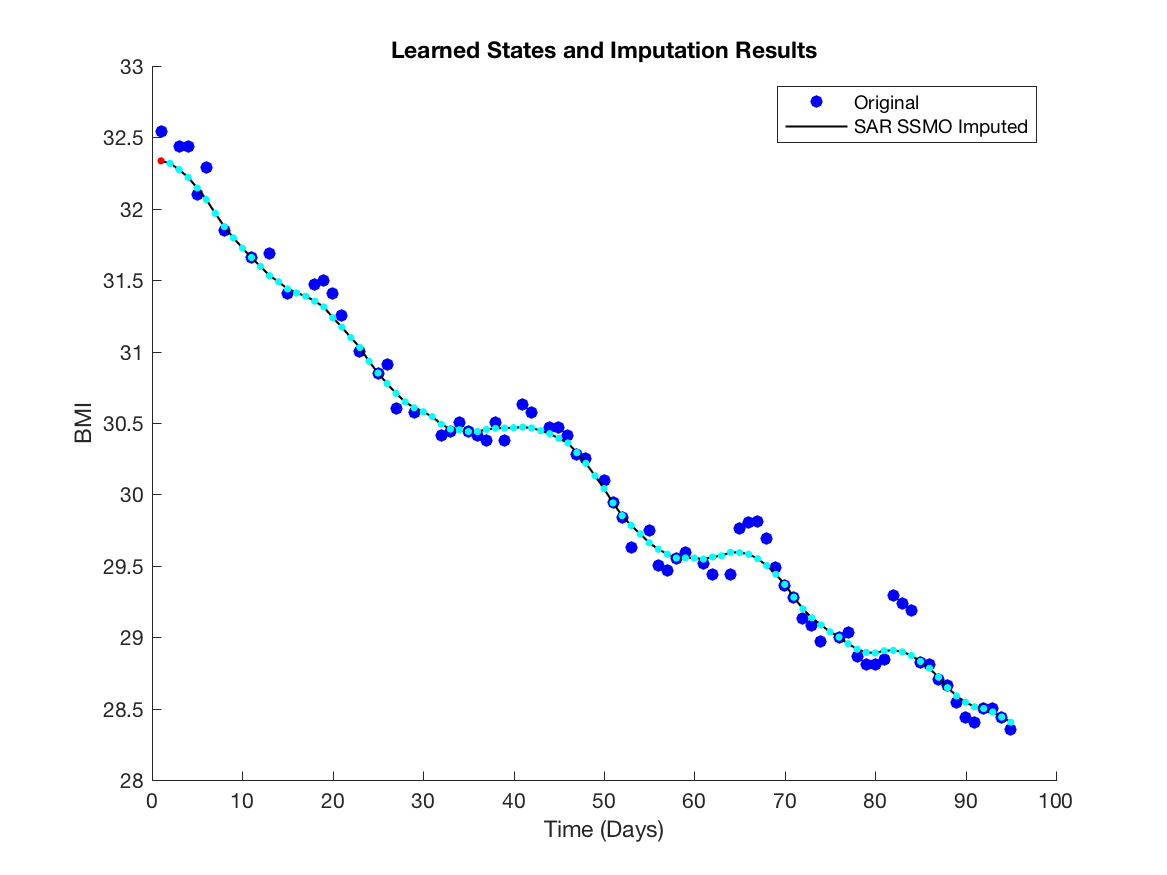 Learned States and Imputation Results
Original
SAR SSMO Imputed
33
32.5
32
31.5
31
30.5
30
29.5
29
28.5
28
BMI
0 10 20 30 40 50 60 70 80 90 100
Time (Days)